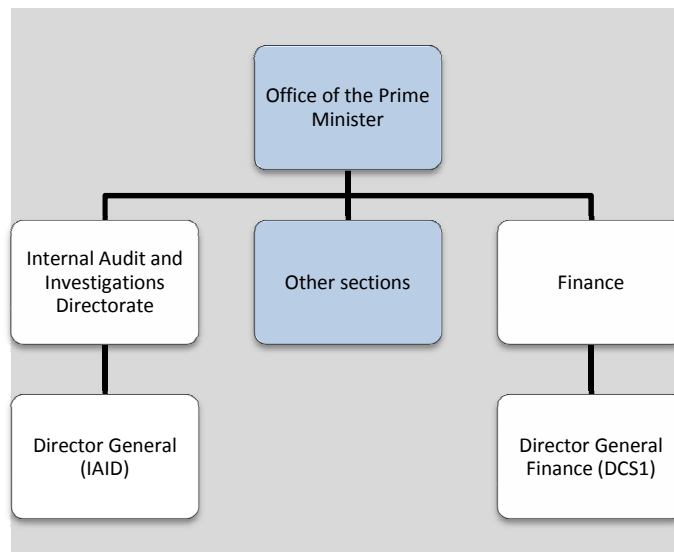 Office of the Prime
Minister
Internal Audit and
Investigations
Directorate
Other sections
Finance
Director General
(IAID)
Director General
Finance (DCS1)